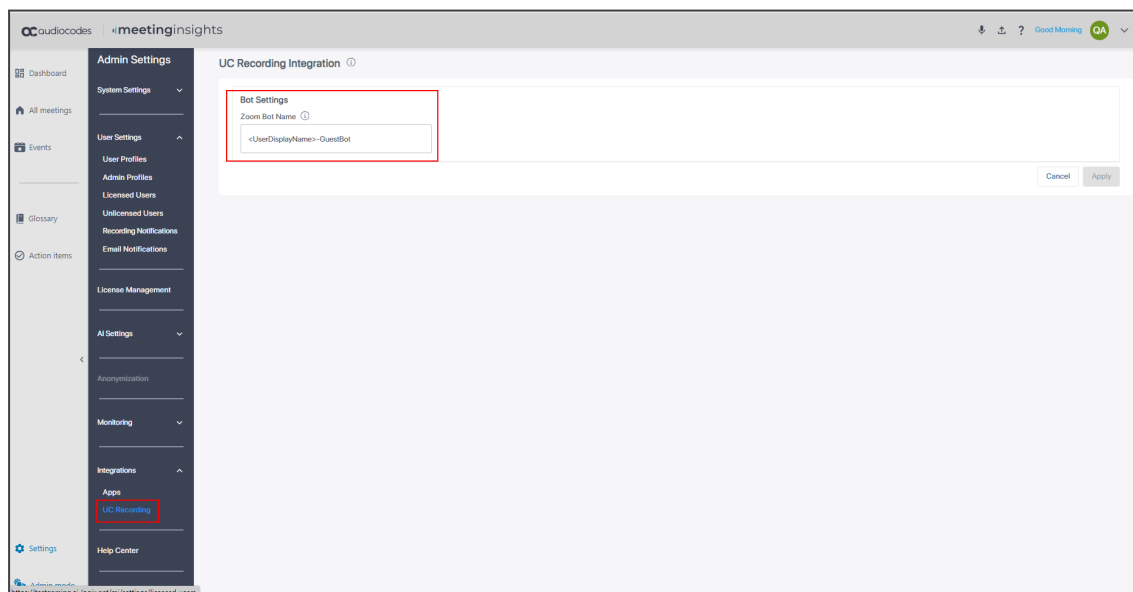 audiocodes meetinginsights
Good Morning QA
Dashboard
All meetings
Events
Glossary
Action items
Settings
Admin mode
Admin Settings
System Settings
User Settings
User Profiles
Admin Profiles
Licensed Users
Unlicensed Users
Recording Notifications
Email Notifications
License Management
AI Settings
Anonymization
Monitoring
Integrations
Apps
UC Recording
Help Center
UC Recording Integration
Bot Settings
Zoom Bot Name
<UserDisplayName>-GuestBot
Cancel Apply